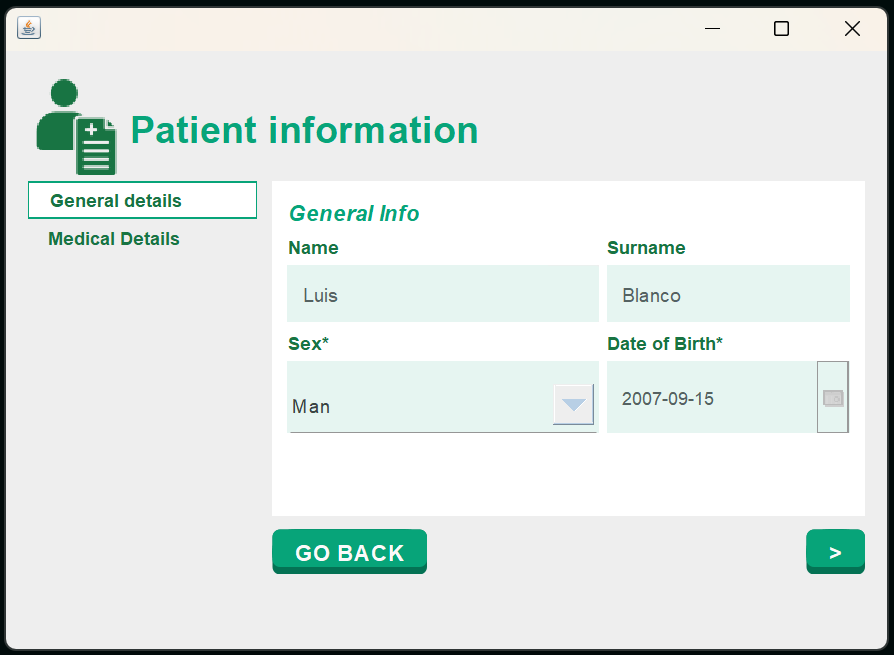 Patient information
General details
Medical Details
General Info
Name Surname
Luis Blanco
Sex* Date of Birth*
Man 2007-09-15
GO BACK >